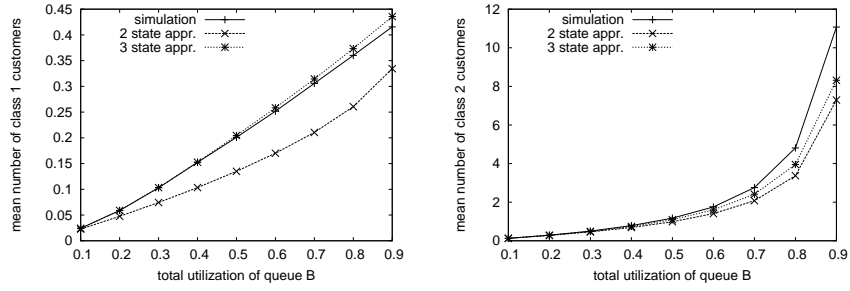 mean number of class 1 customers
0.45
0.4
0.35
0.3
0.25
0.2
0.15
0.1
0.05
0
simulation
2 state appr.
3 state appr.
0.1 0.2 0.3 0.4 0.5 0.6 0.7 0.8 0.9
total utilization of queue B
mean number of class 2 customers
12
10
8
6
4
2
0
simulation
2 state appr.
3 state appr.
0.1 0.2 0.3 0.4 0.5 0.6 0.7 0.8 0.9
total utilization of queue B